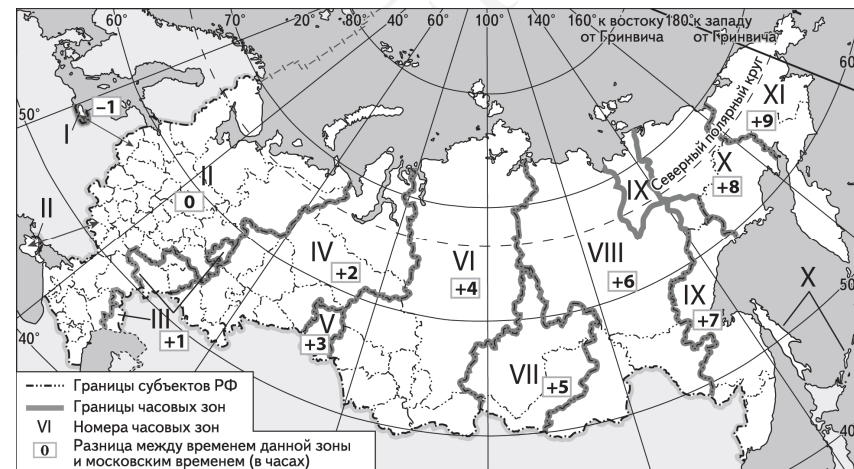 60° 70° 20° 80° 40° 60° 100° 140° 160° к востоку 180° к западу
от Гринвича от Гринвича
60
Северный полярный круг
50°
–1
I
XI
+9
II
0
X
+8
IX
II
IV
+2
VI
+4
VIII
+6
IX
+7
X
50
III
+1
V
+3
VII
+5
40°
40
Границы субъектов РФ
Границы часовых зон
VI Номера часовых зон
0 Разница между временем данной зоны
и московским временем (в часах)